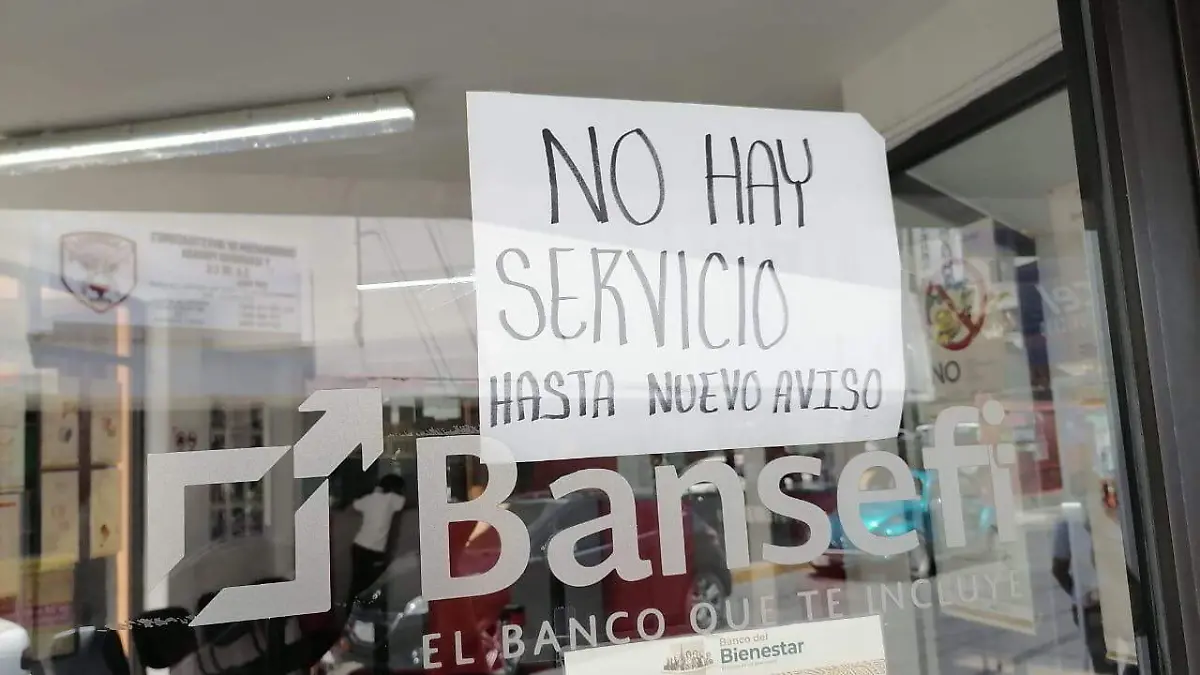 NO HAY
SERVICIO
HASTA NUEVO AVISO
NO
Bansefi
EL BANCO QUE TE INCLUYE
Banco del
Bienestar